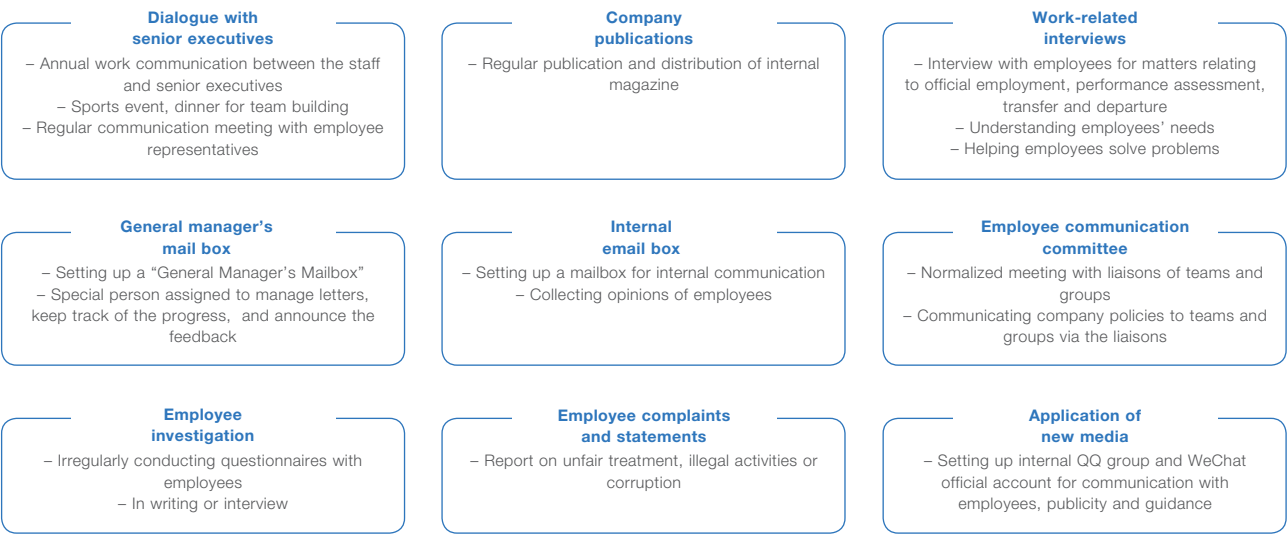 Dialogue with
senior executives
– Annual work communication between the staff
and senior executives
– Sports event, dinner for team building
– Regular communication meeting with employee
representatives
Company
publications
– Regular publication and distribution of internal
magazine
Work-related
interviews
– Interview with employees for matters relating
to official employment, performance assessment,
transfer and departure
– Understanding employees’ needs
– Helping employees solve problems
General manager’s
mail box
– Setting up a “General Manager’s Mailbox”
– Special person assigned to manage letters,
keep track of the progress,  and announce the
feedback
Internal
email box
– Setting up a mailbox for internal communication
– Collecting opinions of employees
Employee communication
committee
– Normalized meeting with liaisons of teams and
groups
– Communicating company policies to teams and
groups via the liaisons
Employee
investigation
– Irregularly conducting questionnaires with
employees
– In writing or interview
Employee complaints
and statements
– Report on unfair treatment, illegal activities or
corruption
Application of
new media
– Setting up internal QQ group and WeChat
official account for communication with
employees, publicity and guidance